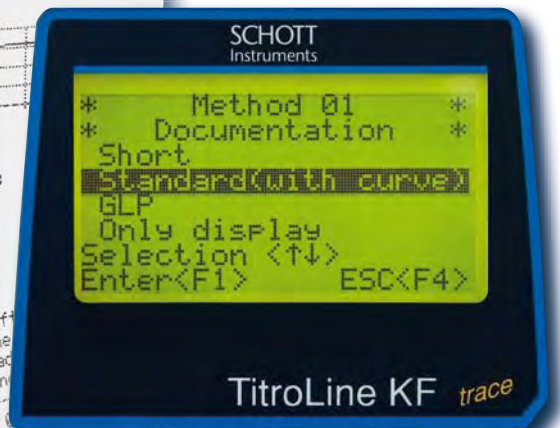 SCHOTT
Instruments
* Method 01 *
* Documentation *
Short
Standard(with curve)
GLP
Only display
Selection <↑↓>
Enter<F1> ESC<F4>
TitroLine KF trace